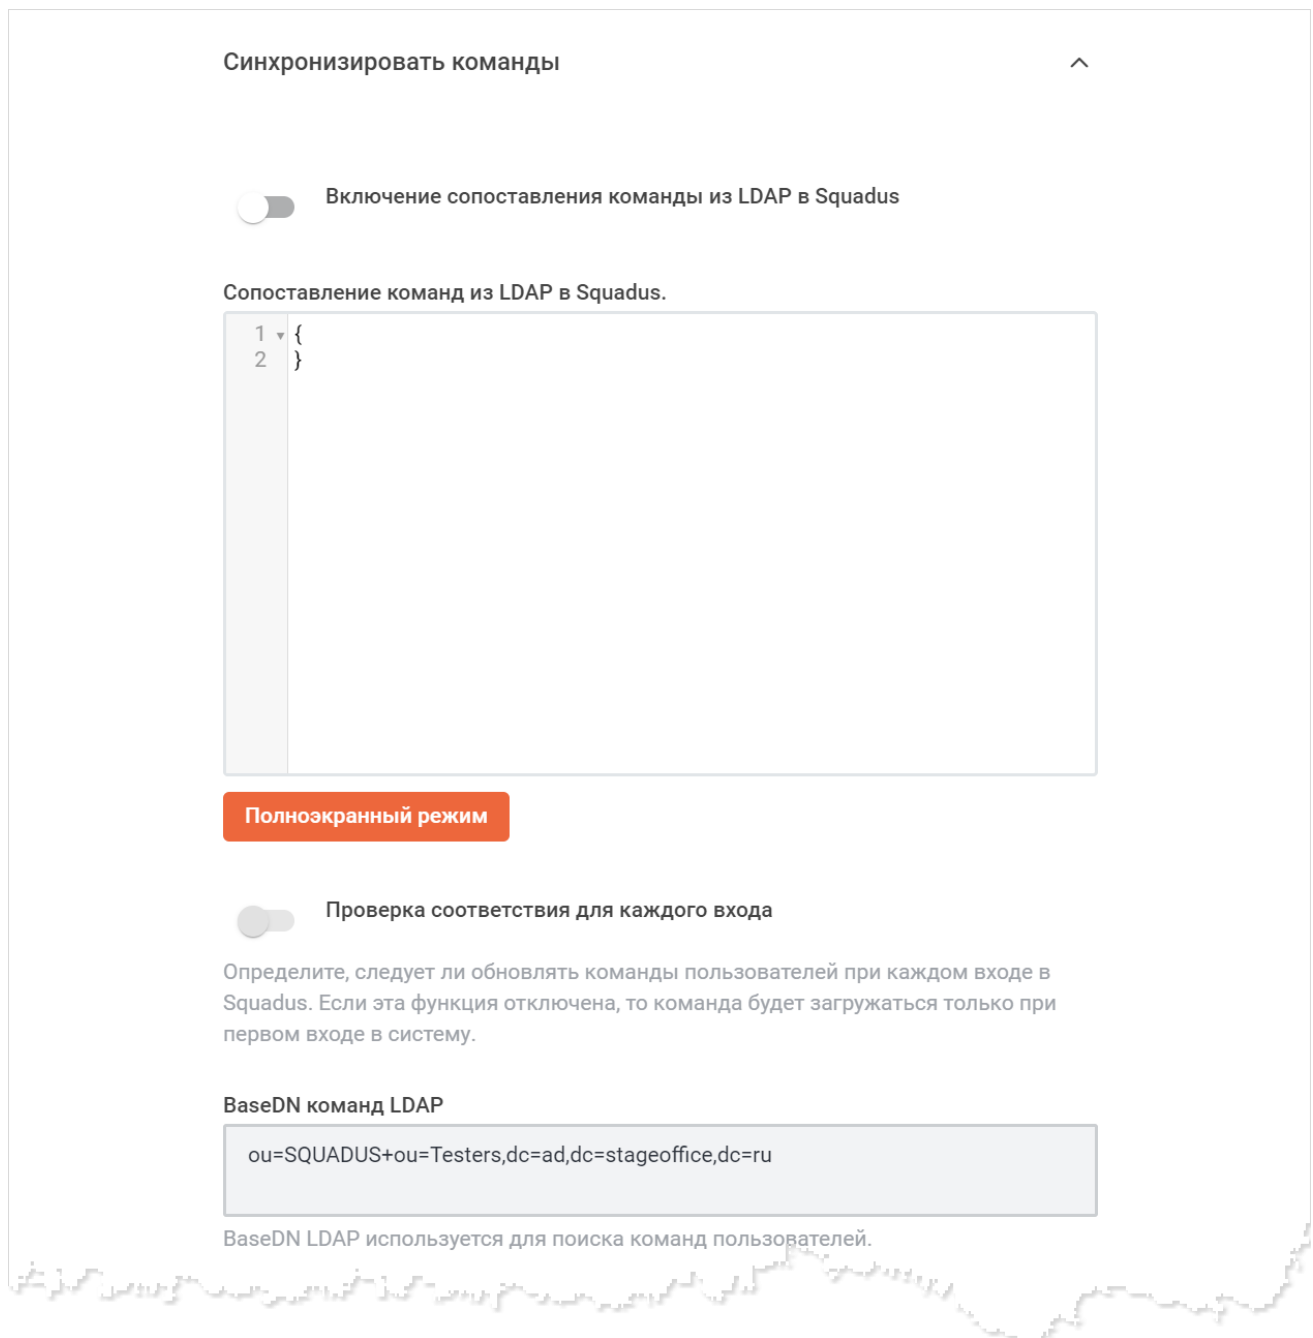 Синхронизировать команды
Включение сопоставления команды из LDAP в Squadus
Сопоставление команд из LDAP в Squadus.
1 {
2 }
Полноэкранный режим
Проверка соответствия для каждого входа
Определите, следует ли обновлять команды пользователей при каждом входе в
Squadus. Если эта функция отключена, то команда будет загружаться только при
первом входе в систему.
BaseDN команд LDAP
ou=SQUADUS+ou=Testers,dc=ad,dc=stageoffice,dc=ru
BaseDN LDAP используется для поиска команд пользователей.